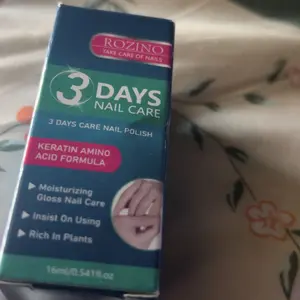 ROZINO
TAKE CARE OF NAILS
3 DAYS
NAIL CARE
3 DAYS CARE NAIL POLISH
KERATIN AMINO
ACID FORMULA
Moisturizing
Gloss Nail Care
Insist On Using
Rich In Plants
16ml/0.541fl.oz